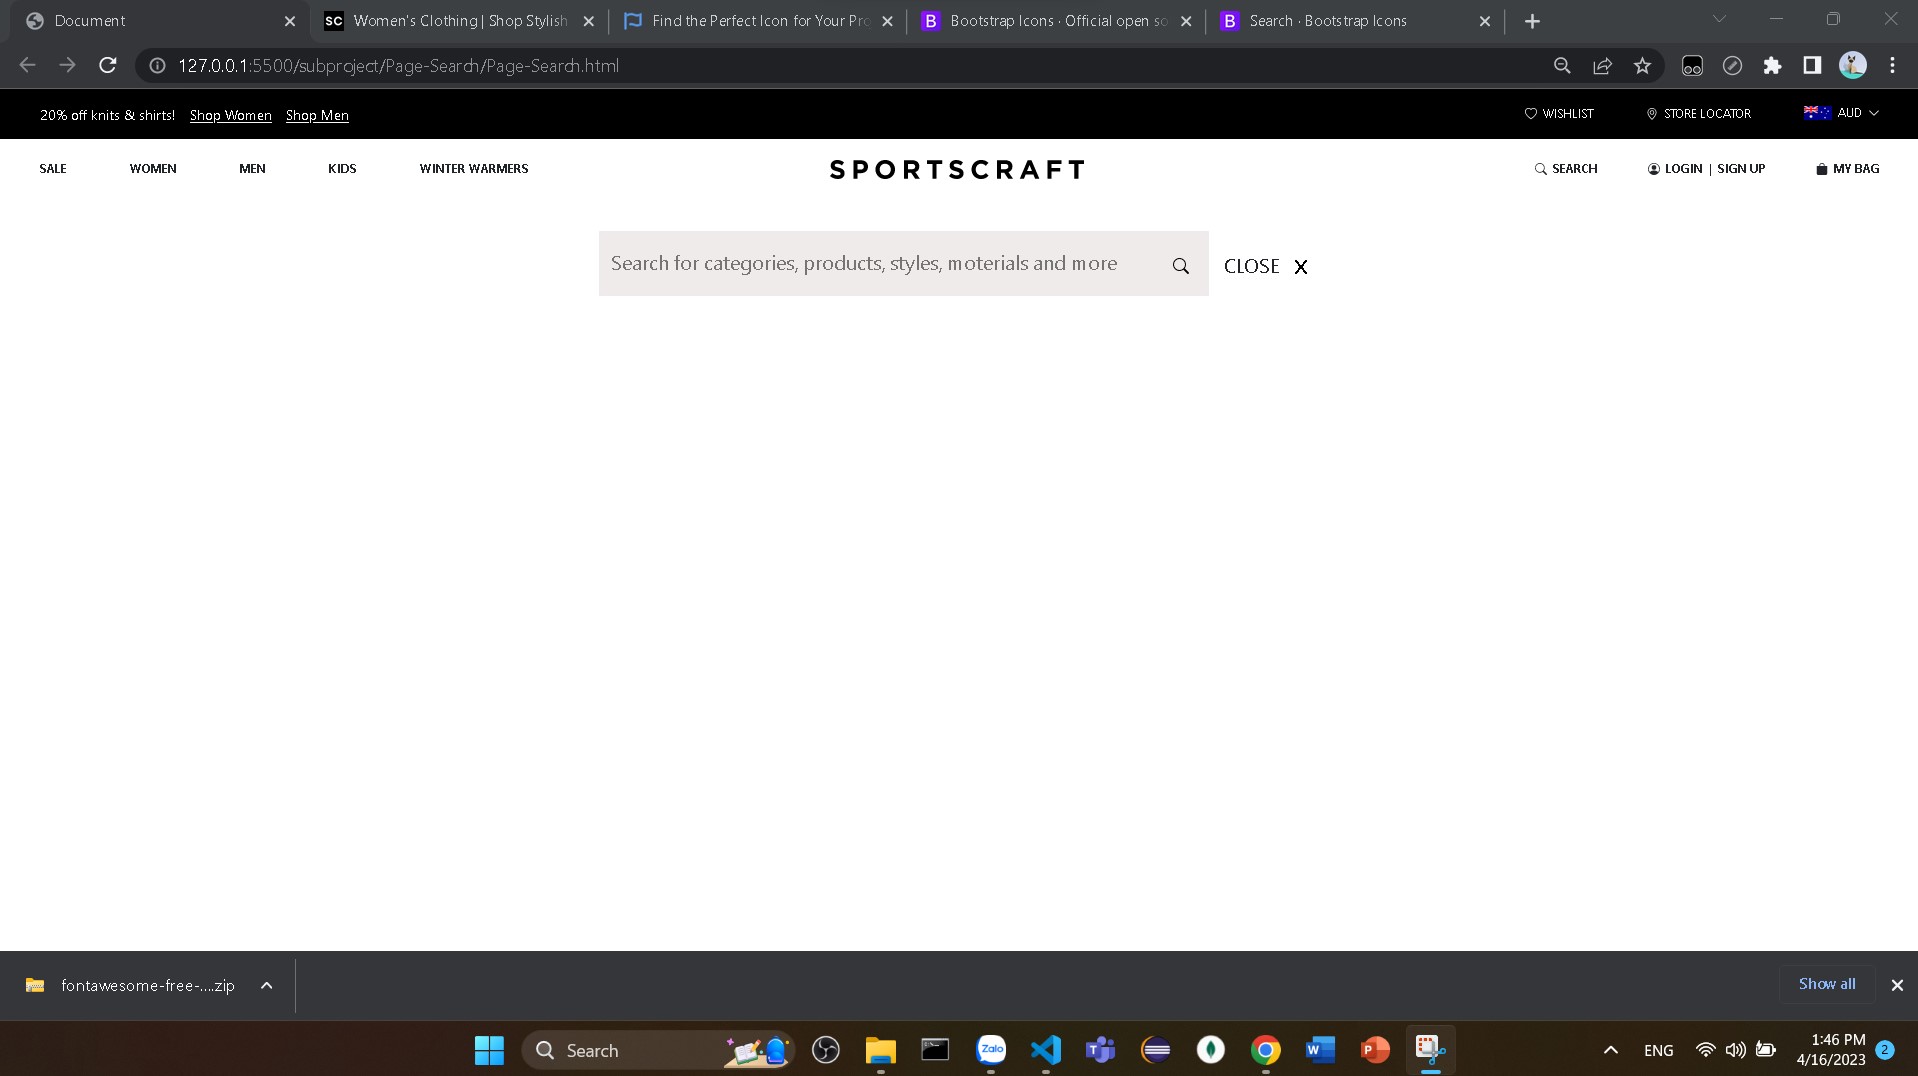 Document
SC Women's Clothing | Shop Stylish
Find the Perfect Icon for Your Pro
B Bootstrap Icons · Official open so
B Search · Bootstrap Icons
127.0.0.1:5500/subproject/Page-Search/Page-Search.html
20% off knits & shirts! Shop Women Shop Men
WISHLIST STORE LOCATOR AUD
SALE WOMEN MEN KIDS WINTER WARMERS
SPORTSCRAFT
SEARCH LOGIN | SIGN UP MY BAG
Search for categories, products, styles, moterials and more
CLOSE X
fontawesome-free-....zip
Show all
Search
Zalo
T
W
P
ENG
1:46 PM
4/16/2023
2